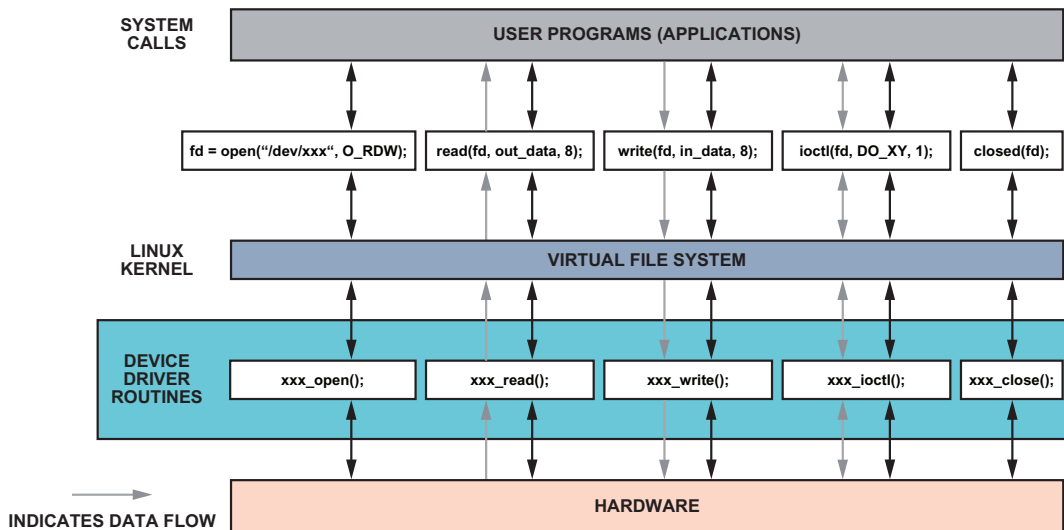 SYSTEM
CALLS
USER PROGRAMS (APPLICATIONS)
fd = open(“/dev/xxx“, O_RDW);
read(fd, out_data, 8);
write(fd, in_data, 8);
ioctl(fd, DO_XY, 1);
closed(fd);
LINUX
KERNEL
VIRTUAL FILE SYSTEM
DEVICE
DRIVER
ROUTINES
xxx_open();
xxx_read();
xxx_write();
xxx_ioctl();
xxx_close();
HARDWARE
INDICATES DATA FLOW